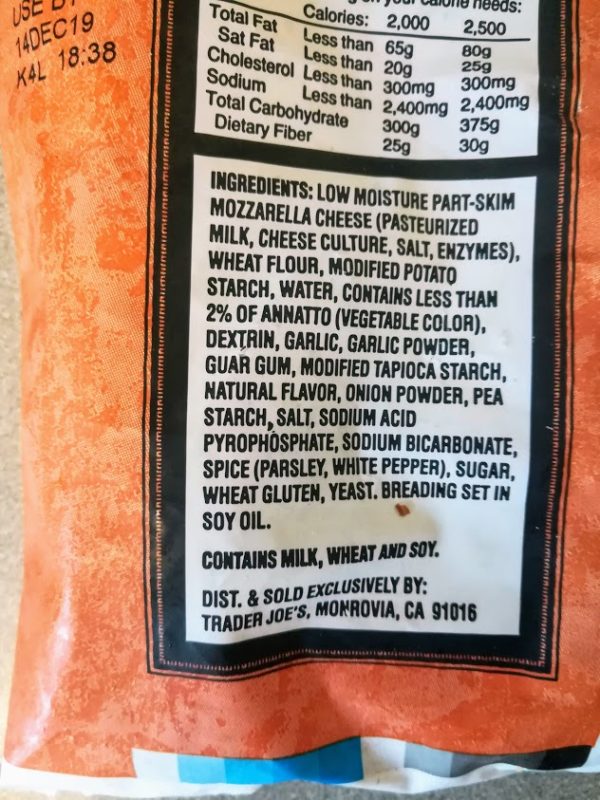 USE BY
14DEC19
K4L 18:38
calorie needs:
Calories: 2,000 2,500
Total Fat Less than 65g 80g
Sat Fat Less than 20g 25g
Cholesterol Less than 300mg 300mg
Sodium Less than 2,400mg 2,400mg
Total Carbohydrate 300g 375g
Dietary Fiber 25g 30g
INGREDIENTS: LOW MOISTURE PART-SKIM
MOZZARELLA CHEESE (PASTEURIZED
MILK, CHEESE CULTURE, SALT, ENZYMES),
WHEAT FLOUR, MODIFIED POTATO
STARCH, WATER, CONTAINS LESS THAN
2% OF ANNATTO (VEGETABLE COLOR),
DEXTRIN, GARLIC, GARLIC POWDER,
GUAR GUM, MODIFIED TAPIOCA STARCH,
NATURAL FLAVOR, ONION POWDER, PEA
STARCH, SALT, SODIUM ACID
PYROPHOSPHATE, SODIUM BICARBONATE,
SPICE (PARSLEY, WHITE PEPPER), SUGAR,
WHEAT GLUTEN, YEAST. BREADING SET IN
SOY OIL.
CONTAINS MILK, WHEAT AND SOY.
DIST. & SOLD EXCLUSIVELY BY:
TRADER JOE'S, MONROVIA, CA 91016